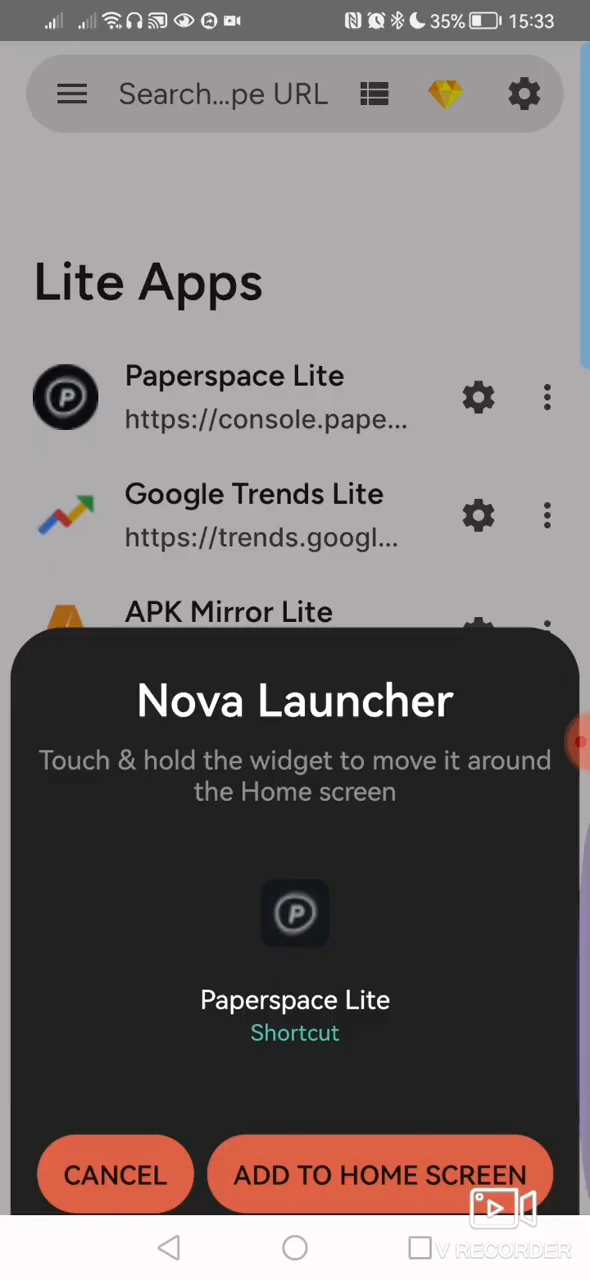 35% 15:33
Search...pe URL
Lite Apps
Paperspace Lite
https://console.pape...
Google Trends Lite
https://trends.googl...
APK Mirror Lite
Nova Launcher
Touch & hold the widget to move it around
the Home screen
P
Paperspace Lite
Shortcut
CANCEL
ADD TO HOME SCREEN
V RECORDER